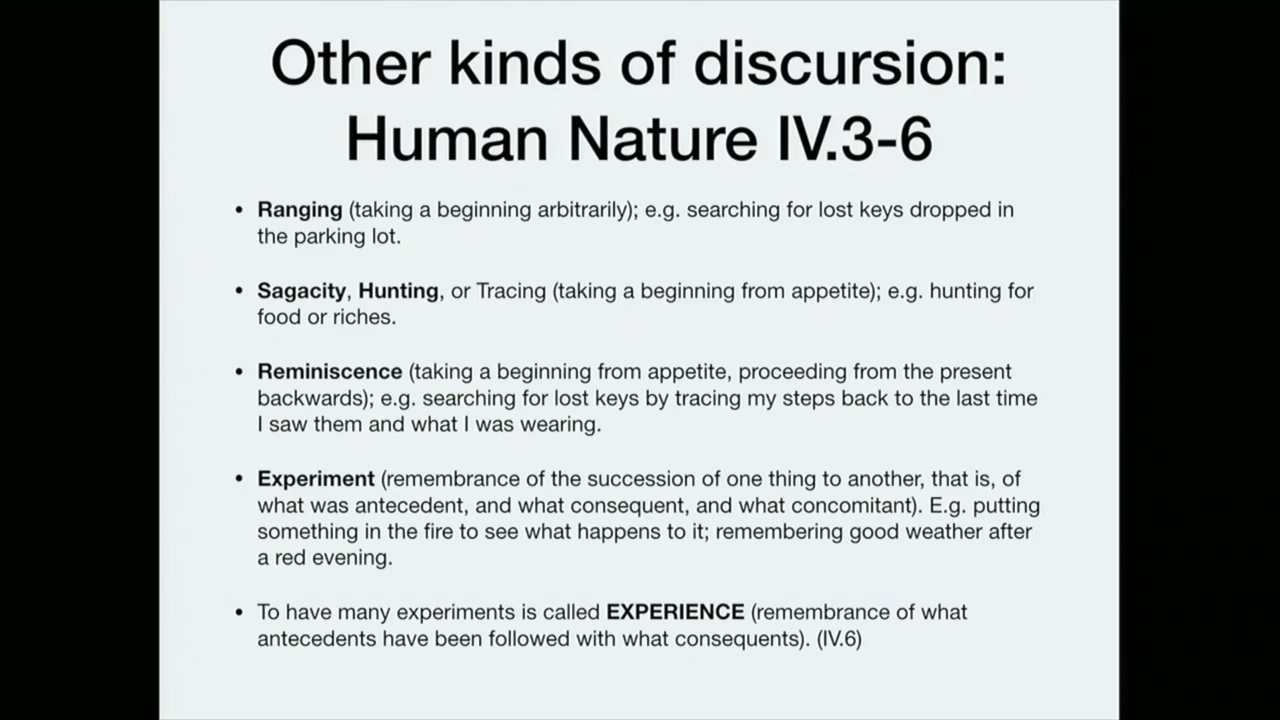 Other kinds of discursion:
Human Nature IV.3-6
• Ranging (taking a beginning arbitrarily); e.g. searching for lost keys dropped in
the parking lot.
• Sagacity, Hunting, or Tracing (taking a beginning from appetite); e.g. hunting for
food or riches.
• Reminiscence (taking a beginning from appetite, proceeding from the present
backwards); e.g. searching for lost keys by tracing my steps back to the last time
I saw them and what I was wearing.
• Experiment (remembrance of the succession of one thing to another, that is, of
what was antecedent, and what consequent, and what concomitant). E.g. putting
something in the fire to see what happens to it; remembering good weather after
a red evening.
• To have many experiments is called EXPERIENCE (remembrance of what
antecedents have been followed with what consequents). (IV.6)